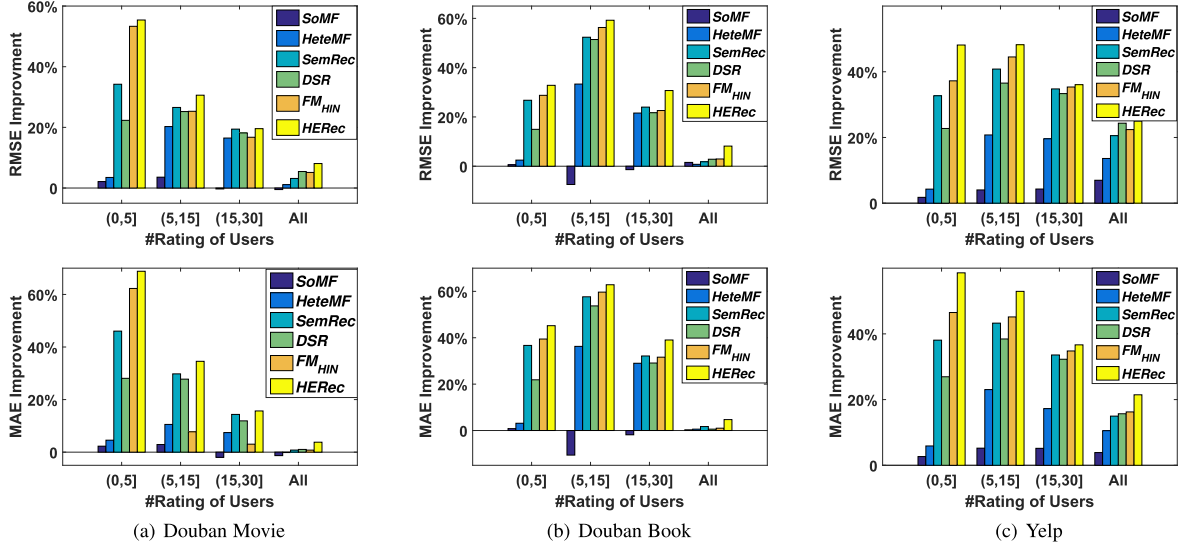 60%
40%
20%
0
RMSE Improvment
(0,5]
(5,15]
(15,30]
All
#Rating of Users
SoMF
HeteMF
SemRec
DSR
FM_HIN
HERec
60%
40%
20%
0
RMSE Improvement
(0,5]
(5,15]
(15,30]
All
#Rating of Users
SoMF
HeteMF
SemRec
DSR
FM_HIN
HERec
40%
20%
0
RMSE Improvement
(0,5]
(5,15]
(15,30]
All
#Rating of Users
SoMF
HeteMF
SemRec
DSR
FM_HIN
HERec
60%
40%
20%
0
MAE Improvement
(0,5]
(5,15]
(15,30]
All
#Rating of Users
SoMF
HeteMF
SemRec
DSR
FM_HIN
HERec
60%
40%
20%
0
MAE Improvement
(0,5]
(5,15]
(15,30]
All
#Rating of Users
SoMF
HeteMF
SemRec
DSR
FM_HIN
HERec
40%
20%
0
MAE Improvement
(0,5]
(5,15]
(15,30]
All
#Rating of Users
SoMF
HeteMF
SemRec
DSR
FM_HIN
HERec
(a) Douban Movie
(b) Douban Book
(c) Yelp